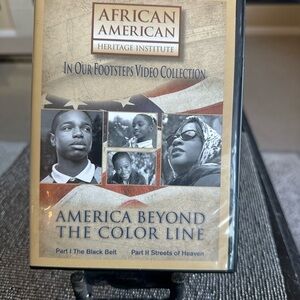 AFRICAN
AMERICAN
HERITAGE INSTITUTE
IN OUR FOOTSTEPS VIDEO COLLECTION
AMERICA BEYOND
THE COLOR LINE
Part I The Black Belt Part II Streets of Heaven